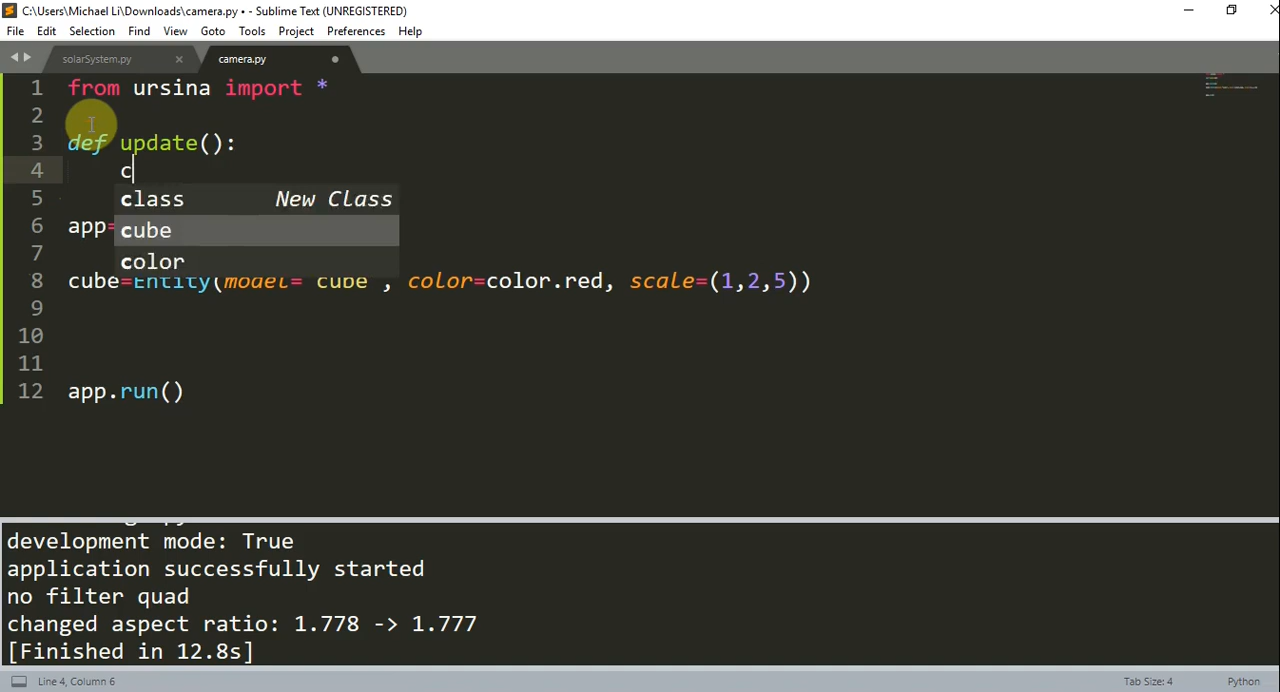 C:\Users\Michael Li\Downloads\camera.py • - Sublime Text (UNREGISTERED)
File Edit Selection Find View Goto Tools Project Preferences Help
solarSystem.py camera.py
1 from ursina import *
2
3 def update():
4 c
class New Class
5
6 app=
cube
7
color
8 cube=Entity(model='cube', color=color.red, scale=(1,2,5))
9
10
11
12 app.run()
development mode: True
application successfully started
no filter quad
changed aspect ratio: 1.778 -> 1.777
[Finished in 12.8s]
Line 4, Column 6 Tab Size: 4 Python